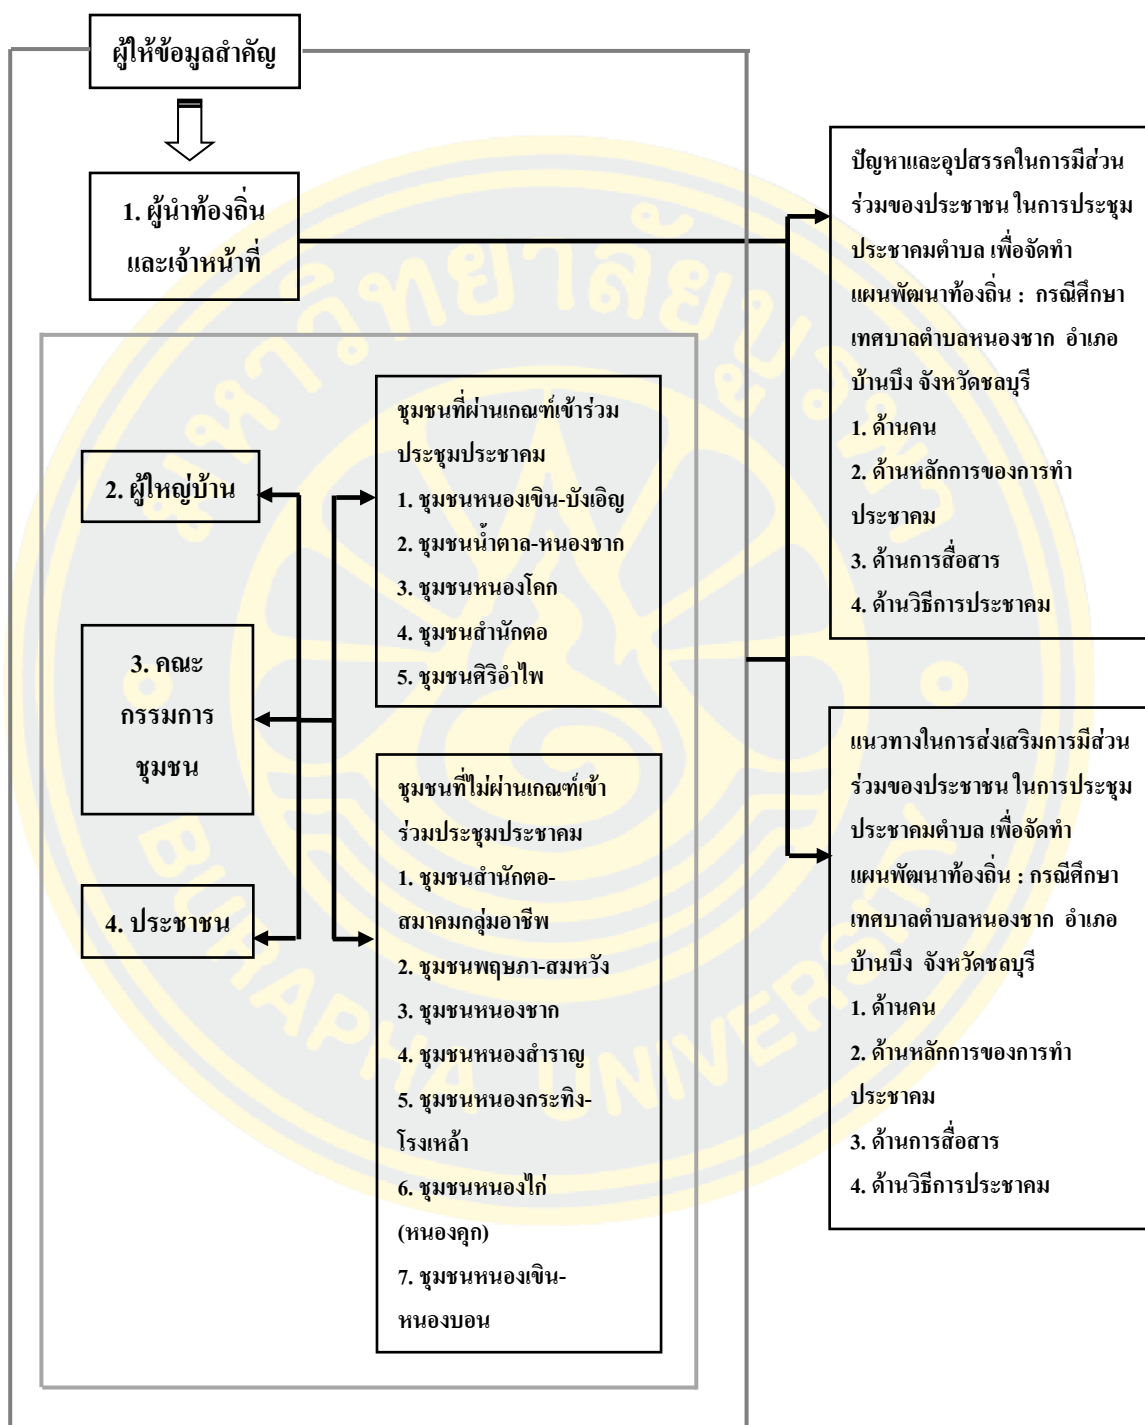 ผู้ให้ข้อมูลสำคัญ
1. ผู้นำท้องถิ่น
และเจ้าหน้าที่
2. ผู้ใหญ่บ้าน
3. คณะ
กรรมการ
ชุมชน
4. ประชาชน
ชุมชนที่ผ่านเกณฑ์เข้าร่วม
ประชุมประชาคม
1. ชุมชนหนองเขิน-บังเอิญ
2. ชุมชนน้ำตาล-หนองชาก
3. ชุมชนหนองโคก
4. ชุมชนสำนักตอ
5. ชุมชนศิริอำไพ
ชุมชนที่ไม่ผ่านเกณฑ์เข้า
ร่วมประชุมประชาคม
1. ชุมชนสำนักตอ-
สมาคมกลุ่มอาชีพ
2. ชุมชนพฤษภา-สมหวัง
3. ชุมชนหนองชาก
4. ชุมชนหนองสำราญ
5. ชุมชนหนองกระทิง-
โรงเหล้า
6. ชุมชนหนองไก่
(หนองคุก)
7. ชุมชนหนองเขิน-
หนองบอน
ปัญหาและอุปสรรคในการมีส่วน
ร่วมของประชาชน ในการประชุม
ประชาคมตำบล เพื่อจัดทำ
แผนพัฒนาท้องถิ่น : กรณีศึกษา
เทศบาลตำบลหนองชาก อำเภอ
บ้านบึง จังหวัดชลบุรี
1. ด้านคน
2. ด้านหลักการของการทำ
ประชาคม
3. ด้านการสื่อสาร
4. ด้านวิธีการประชาคม
แนวทางในการส่งเสริมการมีส่วน
ร่วมของประชาชน ในการประชุม
ประชาคมตำบล เพื่อจัดทำ
แผนพัฒนาท้องถิ่น : กรณีศึกษา
เทศบาลตำบลหนองชาก อำเภอ
บ้านบึง จังหวัดชลบุรี
1. ด้านคน
2. ด้านหลักการของการทำ
ประชาคม
3. ด้านการสื่อสาร
4. ด้านวิธีการประชาคม
มหาวิทยาลัยบูรพา
BURAPHA UNIVERSITY